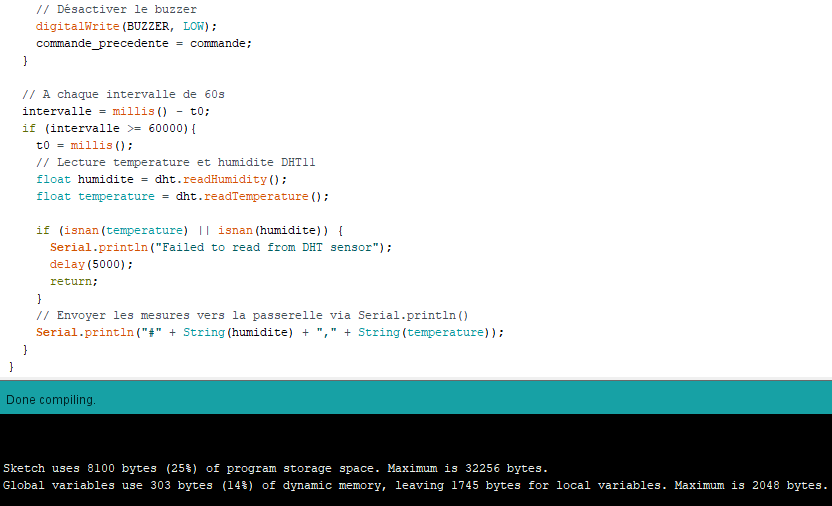 // Désactiver le buzzer
digitalWrite(BUZZER, LOW);
commande_precedente = commande;
}
// A chaque intervalle de 60s
intervalle = millis() - t0;
if (intervalle >= 60000){
t0 = millis();
// Lecture temperature et humidite DHT11
float humidite = dht.readHumidity();
float temperature = dht.readTemperature();
if (isnan(temperature) || isnan(humidite)) {
Serial.println("Failed to read from DHT sensor");
delay(5000);
return;
}
// Envoyer les mesures vers la passerelle via Serial.println()
Serial.println("#" + String(humidite) + "," + String(temperature));
}
}
Done compiling.
Sketch uses 8100 bytes (25%) of program storage space. Maximum is 32256 bytes.
Global variables use 303 bytes (14%) of dynamic memory, leaving 1745 bytes for local variables. Maximum is 2048 bytes.